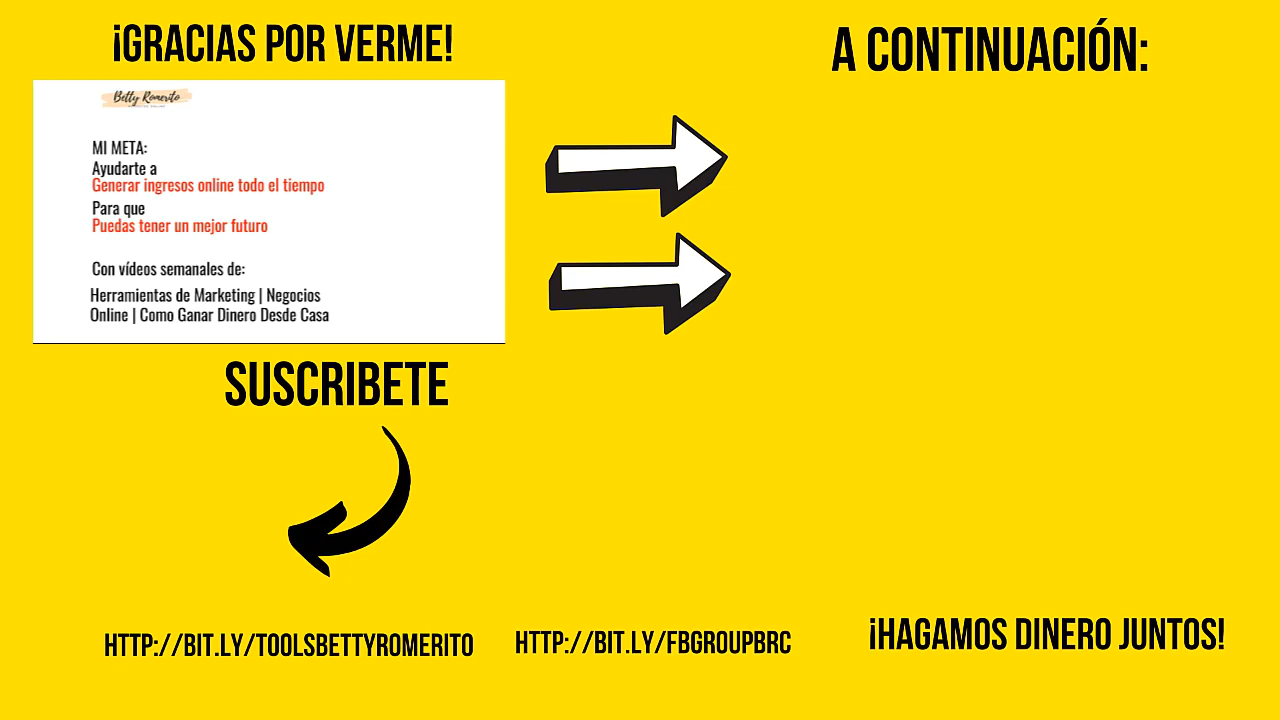 ¡GRACIAS POR VERME!
A CONTINUACIÓN:
Betty Romerito
MI META:
Ayudarte a
Generar ingresos online todo el tiempo
Para que
Puedas tener un mejor futuro
Con vídeos semanales de:
Herramientas de Marketing | Negocios
Online | Como Ganar Dinero Desde Casa
SUSCRIBETE
HTTP://BIT.LY/TOOLSBETTYROMERITO
HTTP://BIT.LY/FBGROUPBRC
¡HAGAMOS DINERO JUNTOS!